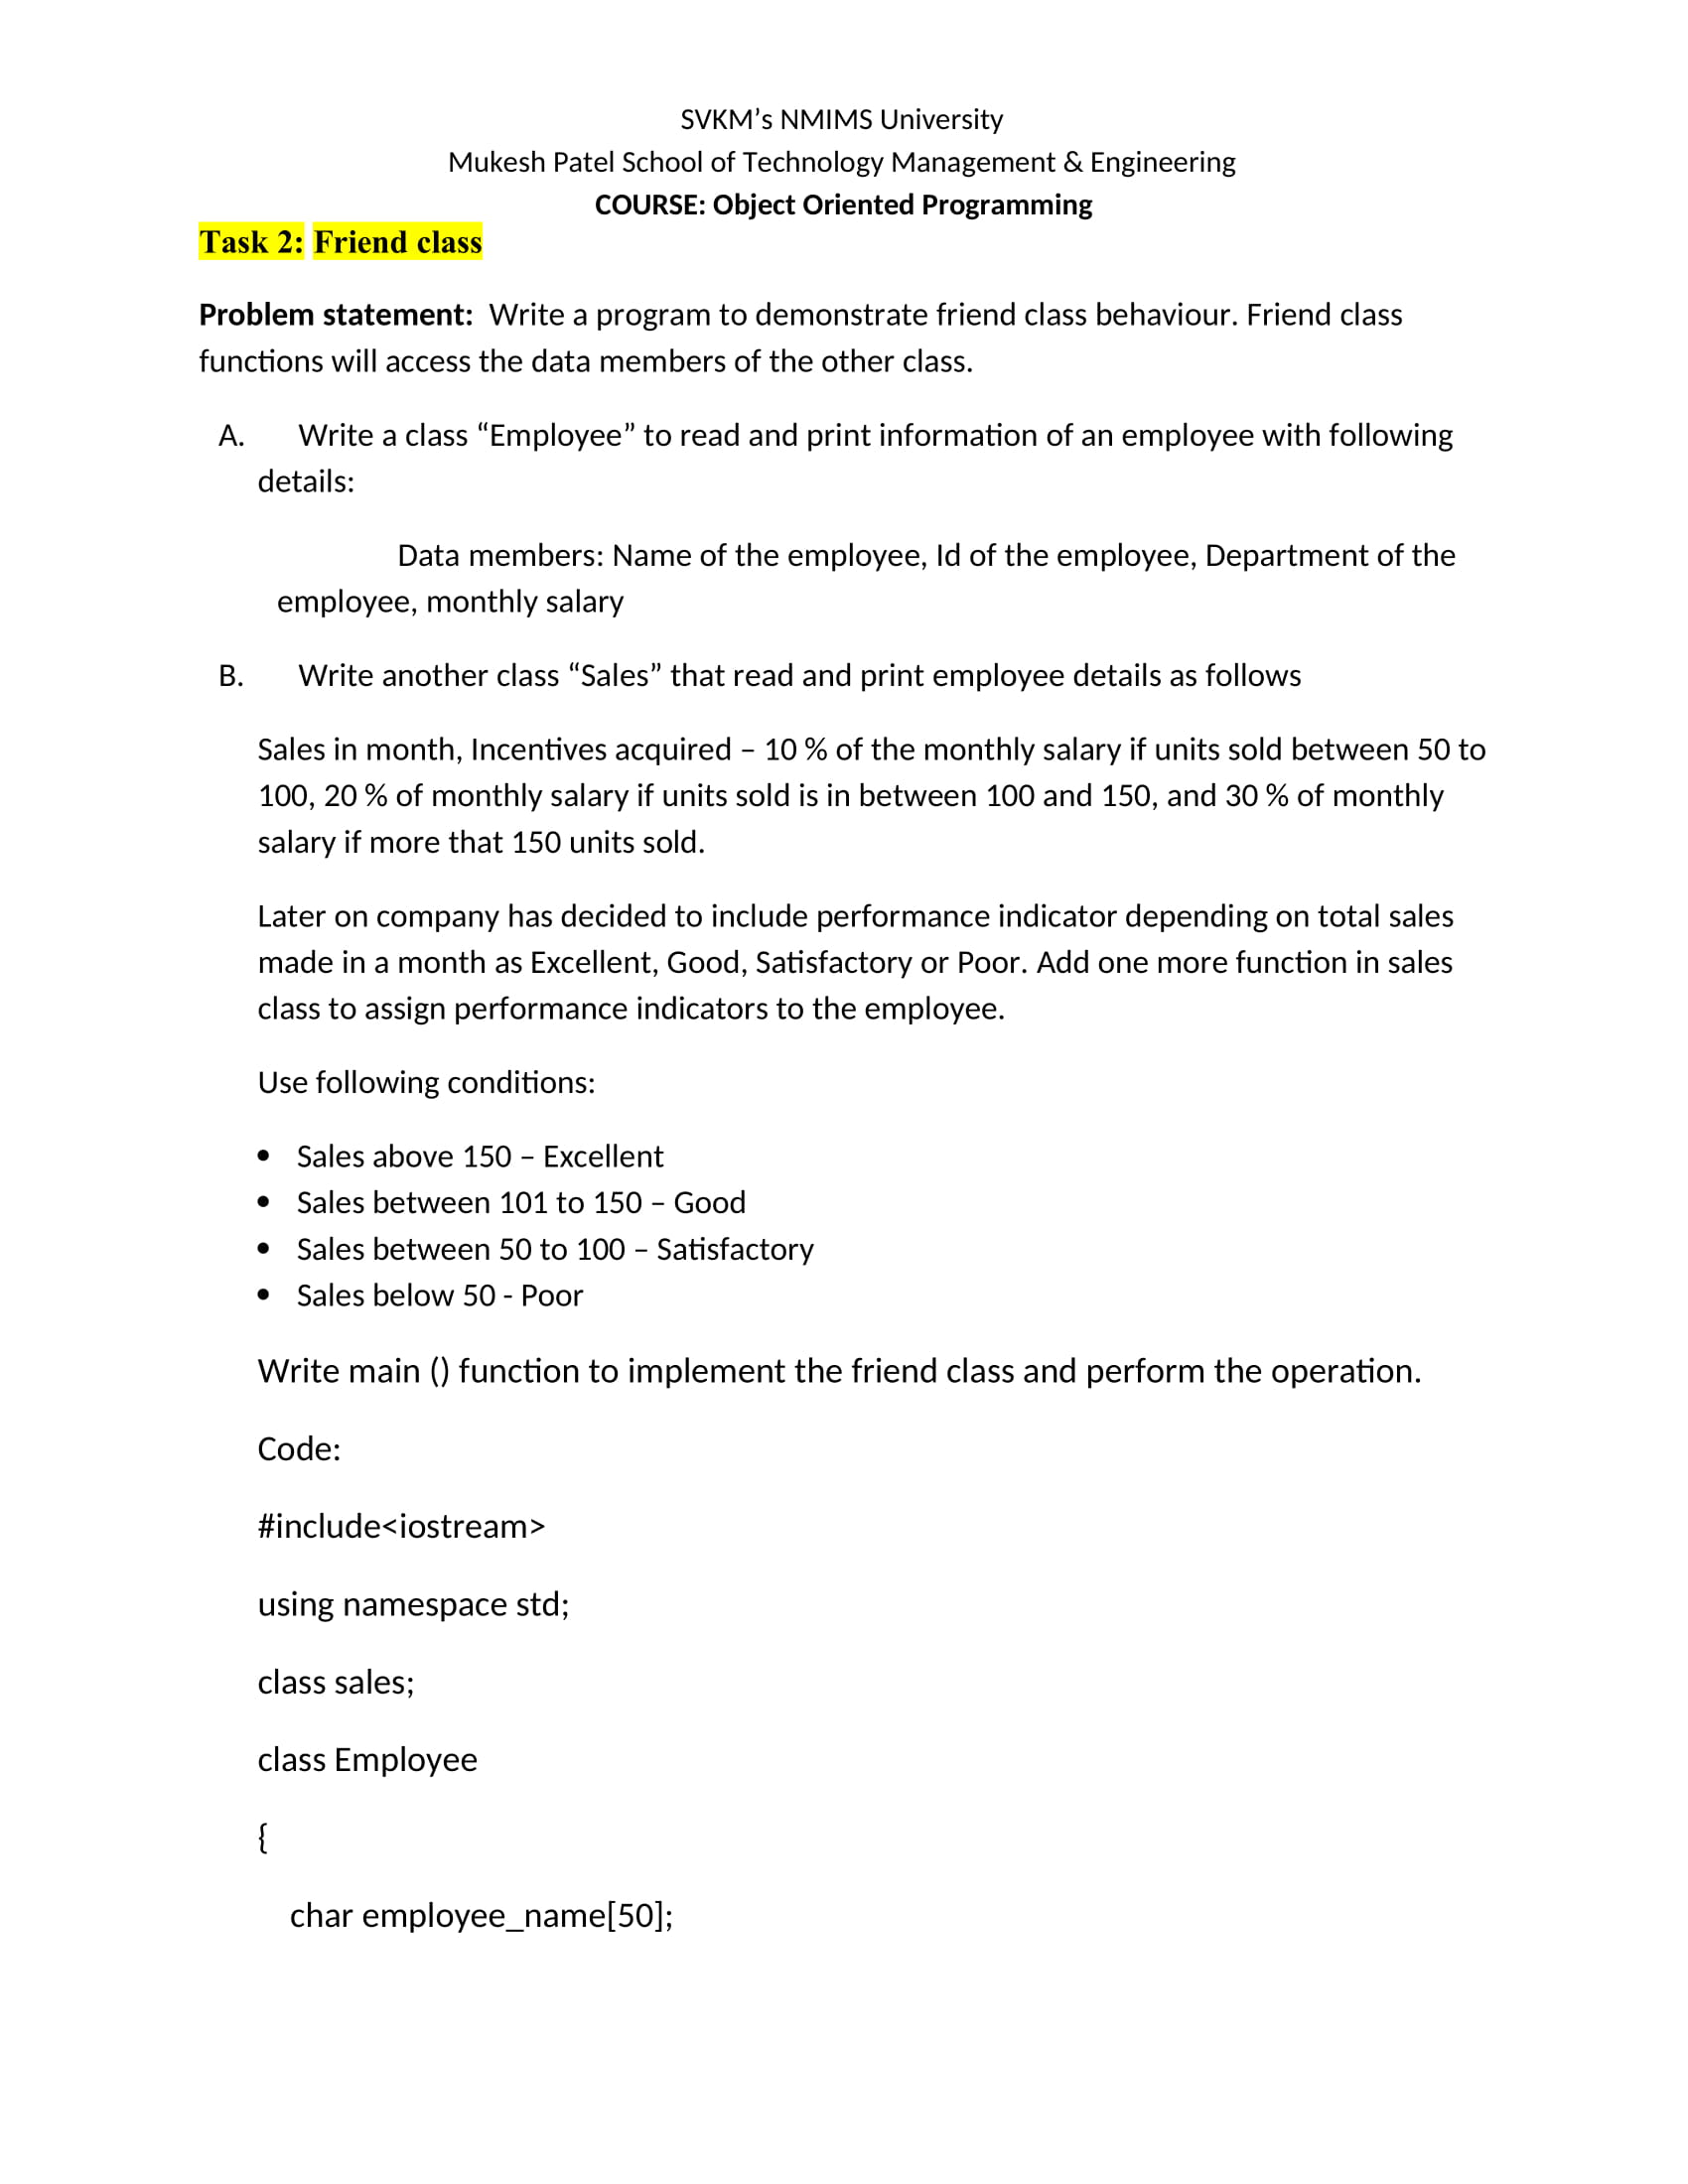 SVKM’s NMIMS University
Mukesh Patel School of Technology Management & Engineering
COURSE: Object Oriented Programming
Task 2: Friend class
Problem statement:  Write a program to demonstrate friend class behaviour. Friend class
functions will access the data members of the other class.
A. Write a class “Employee” to read and print information of an employee with following
details:
Data members: Name of the employee, Id of the employee, Department of the
employee, monthly salary
B. Write another class “Sales” that read and print employee details as follows
Sales in month, Incentives acquired – 10 % of the monthly salary if units sold between 50 to
100, 20 % of monthly salary if units sold is in between 100 and 150, and 30 % of monthly
salary if more that 150 units sold.
Later on company has decided to include performance indicator depending on total sales
made in a month as Excellent, Good, Satisfactory or Poor. Add one more function in sales
class to assign performance indicators to the employee.
Use following conditions:
• Sales above 150 – Excellent
• Sales between 101 to 150 – Good
• Sales between 50 to 100 – Satisfactory
• Sales below 50 - Poor
Write main () function to implement the friend class and perform the operation.
Code:
#include<iostream>
using namespace std;
class sales;
class Employee
{
char employee_name[50];